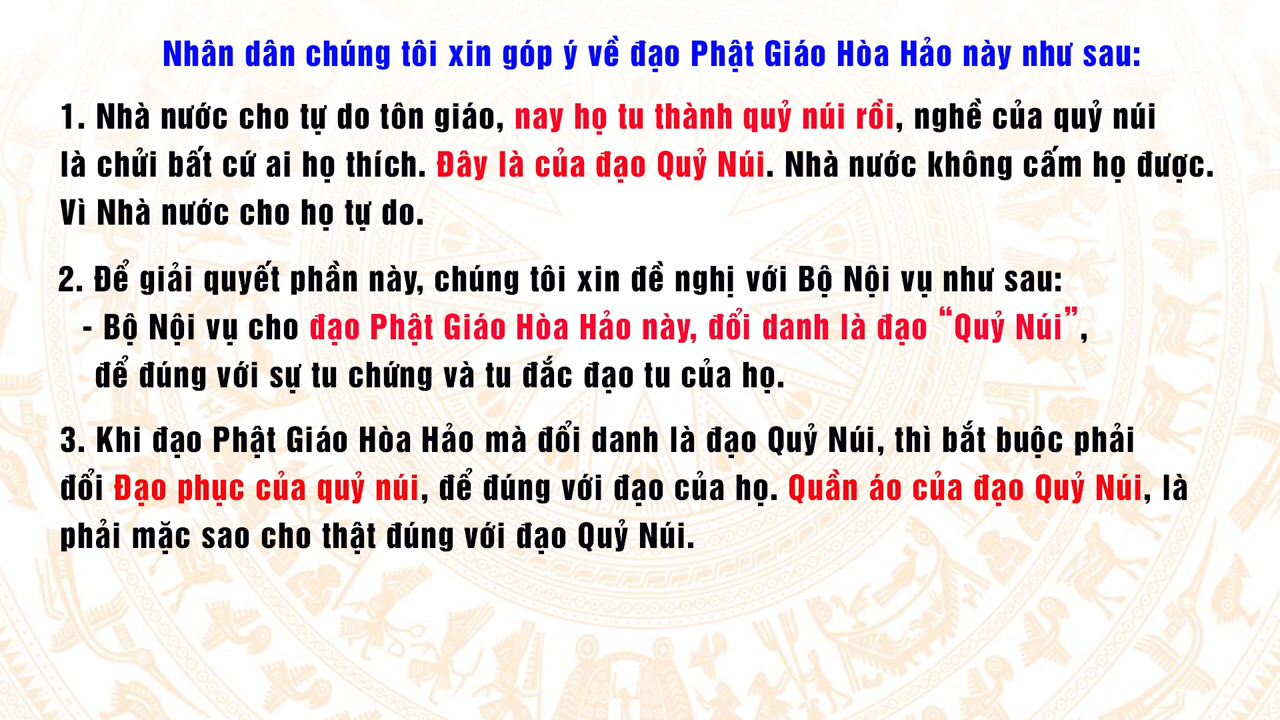 Nhân dân chúng tôi xin góp ý về đạo Phật Giáo Hòa Hảo này như sau:
1. Nhà nước cho tự do tôn giáo, nay họ tu thành quỷ núi rồi, nghề của quỷ núi
là chửi bất cứ ai họ thích. Đây là của đạo Quỷ Núi. Nhà nước không cấm họ được.
Vì Nhà nước cho họ tự do.
2. Để giải quyết phần này, chúng tôi xin đề nghị với Bộ Nội vụ như sau:
- Bộ Nội vụ cho đạo Phật Giáo Hòa Hảo này, đổi danh là đạo “Quỷ Núi”,
để đúng với sự tu chứng và tu đắc đạo tu của họ.
3. Khi đạo Phật Giáo Hòa Hảo mà đổi danh là đạo Quỷ Núi, thì bắt buộc phải
đổi Đạo phục của quỷ núi, để đúng với đạo của họ. Quần áo của đạo Quỷ Núi, là
phải mặc sao cho thật đúng với đạo Quỷ Núi.